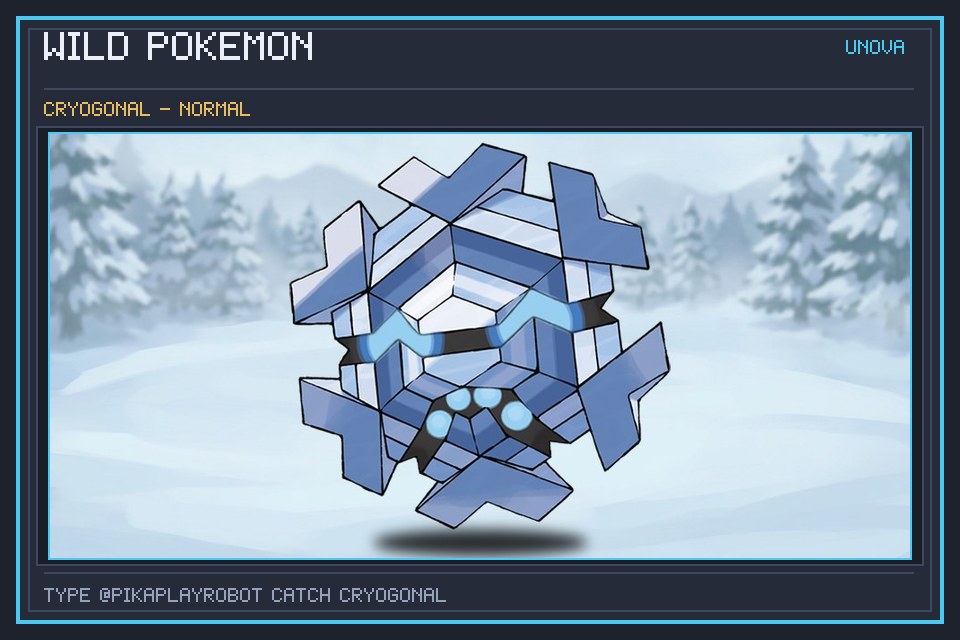 WILD POKEMON
UNOVA
CRYOGONAL - NORMAL
TYPE @PIKAPLAYROBOT CATCH CRYOGONAL